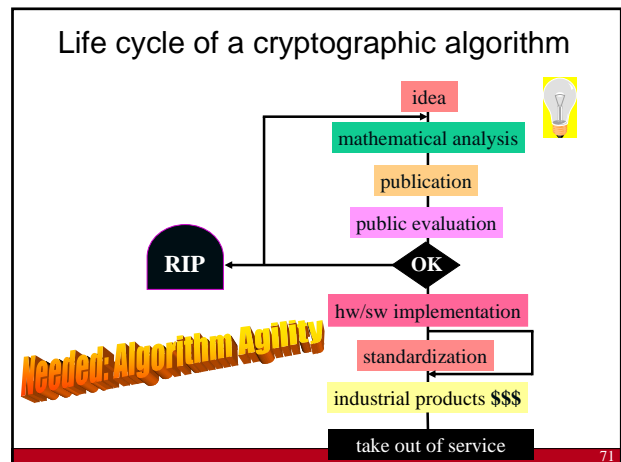 Life cycle of a cryptographic algorithm
idea
mathematical analysis
publication
public evaluation
RIP
OK
hw/sw implementation
Needed: Algorithm Agility
standardization
industrial products $$$
take out of service
71